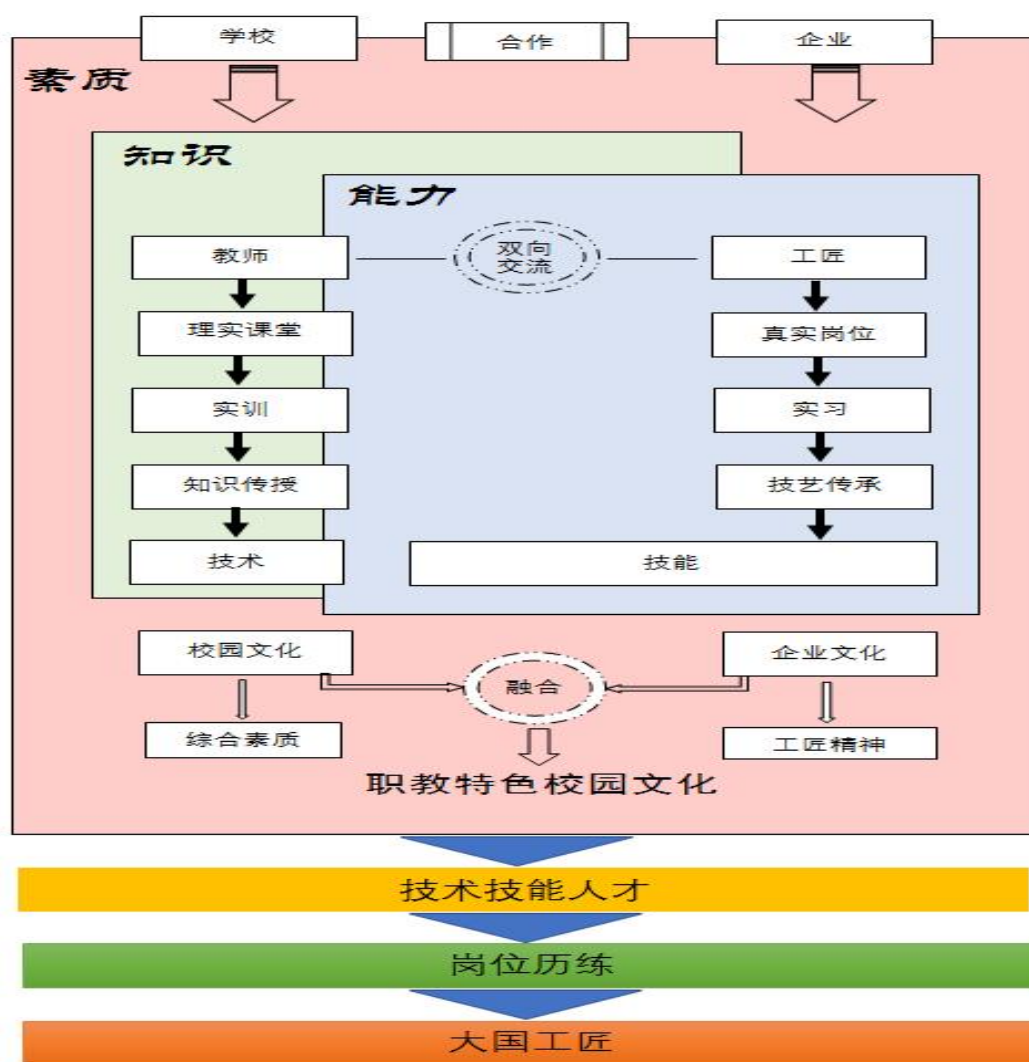 学校
合作
企业
素质
知识
能力
教师
双向
交流
工匠
理实课堂
真实岗位
实训
实习
知识传授
技艺传承
技术
技能
校园文化
企业文化
融合
综合素质
工匠精神
职教特色校园文化
技术技能人才
岗位历练
大国工匠